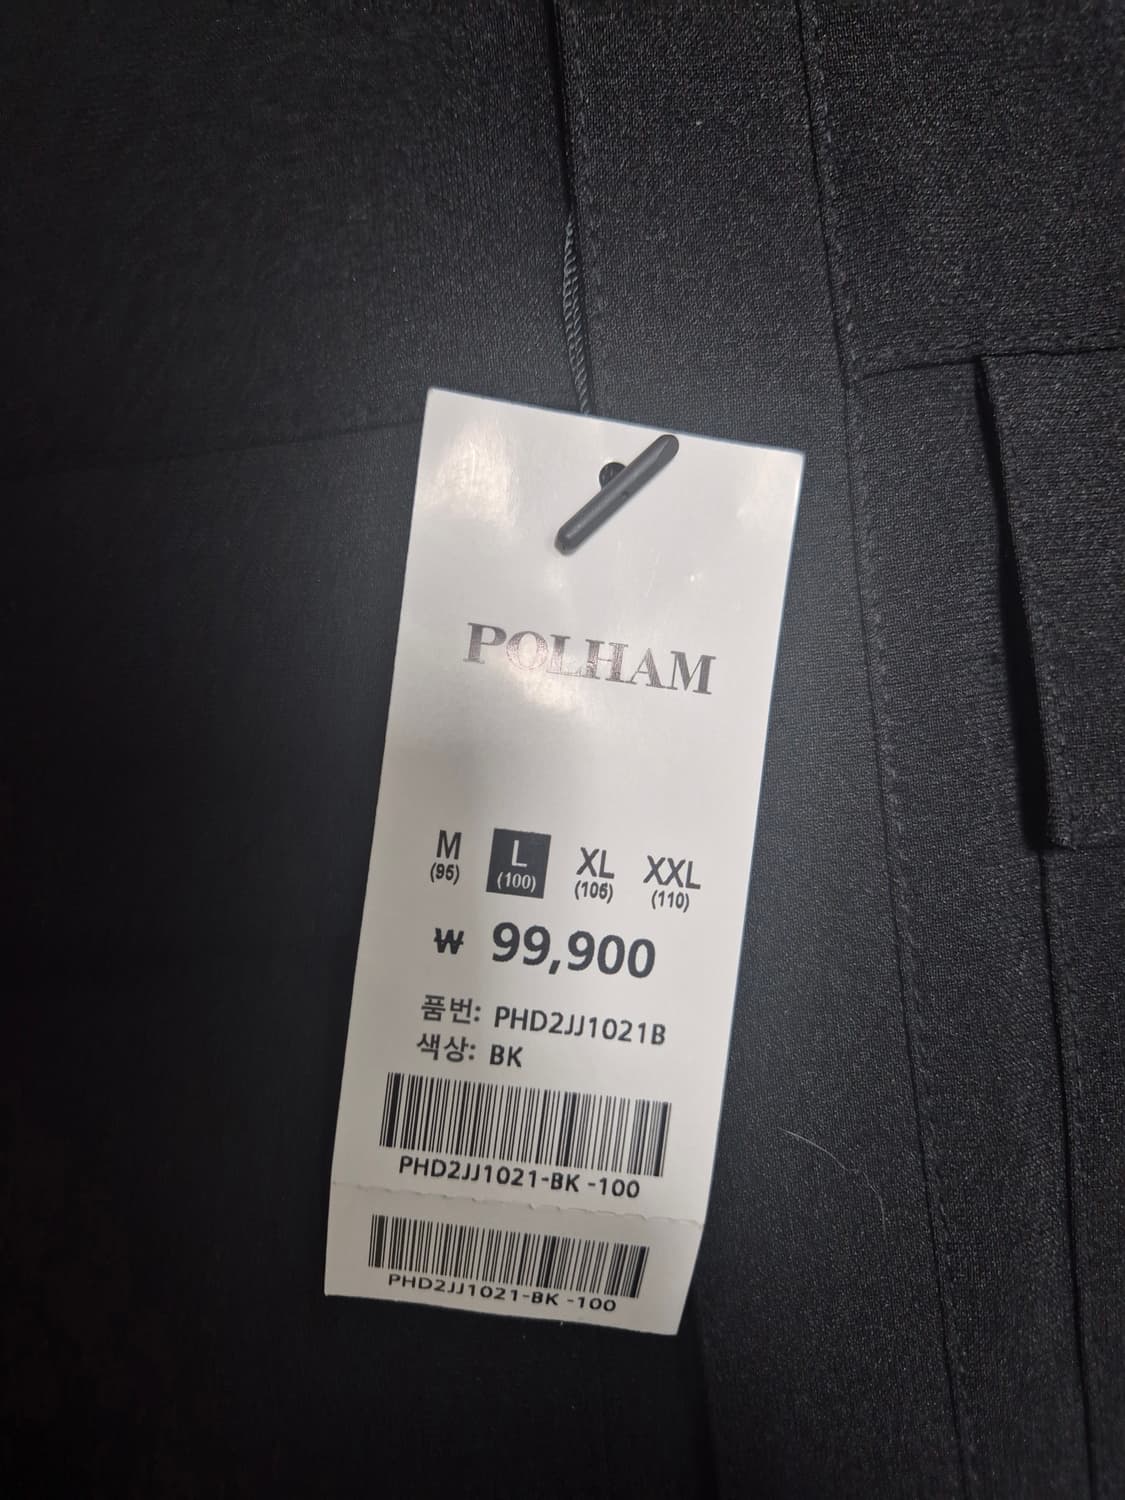 POLHAM
M L XL XXL
(95) (100) (105) (110)
₩ 99,900
품번: PHD2JJ1021B
색상: BK
PHD2JJ1021-BK -100
PHD2JJ1021-BK -100